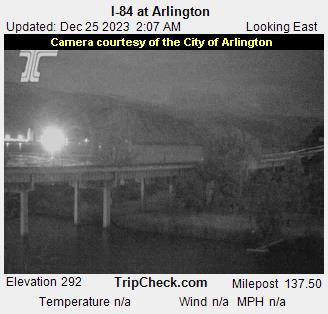 I-84 at Arlington
Updated: Dec 25 2023 2:07 AM Looking East
Camera courtesy of the City of Arlington
Elevation 292 TripCheck.com Milepost 137.50
Temperature n/a Wind n/a MPH n/a